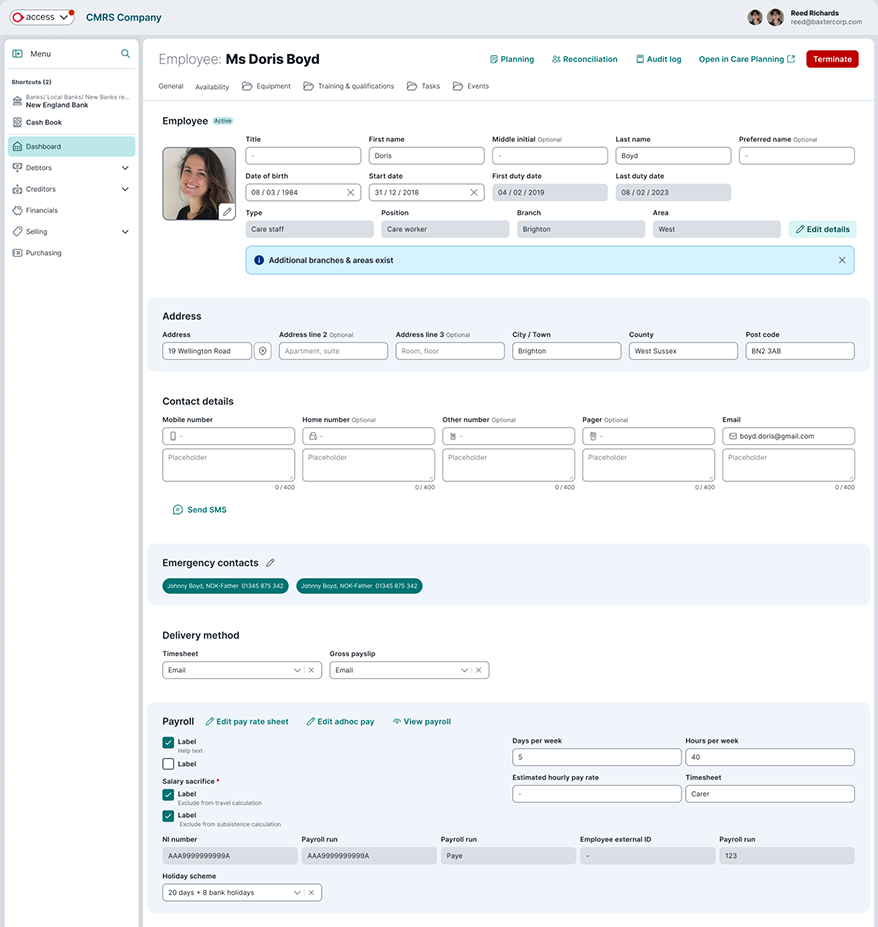 access
CMRS Company
Reed Richards
reed@baxtercorp.com
Menu
Shortcuts (2)
Banks/ Local Banks/ New Banks re...
New England Bank
Cash Book
Dashboard
Debtors
Creditors
Financials
Selling
Purchasing
Employee: Ms Doris Boyd
Planning
Reconciliation
Audit log
Open in Care Planning
Terminate
General
Availability
Equipment
Training & qualifications
Tasks
Events
Employee Active
Title
First name
Middle initial Optional
Last name
Preferred name Optional
-
Doris
-
Boyd
-
Date of birth
Start date
First duty date
Last duty date
08 / 03 / 1984
31 / 12 / 2018
04 / 02 / 2019
08 / 02 / 2023
Type
Position
Branch
Area
Care staff
Care worker
Brighton
West
Edit details
Additional branches & areas exist
Address
Address
Address line 2 Optional
Address line 3 Optional
City / Town
County
Post code
19 Wellington Road
Apartment, suite
Room, floor
Brighton
West Sussex
BN2 3AB
Contact details
Mobile number
Home number Optional
Other number Optional
Pager Optional
Email
-
-
-
-
boyd.doris@gmail.com
Placeholder
Placeholder
Placeholder
Placeholder
Placeholder
0 / 400
0 / 400
0 / 400
0 / 400
0 / 400
Send SMS
Emergency contacts
Johnny Boyd, NOK-Father 01345 875 342
Johnny Boyd, NOK-Father 01345 875 342
Delivery method
Timesheet
Gross payslip
Email
Email
Payroll
Edit pay rate sheet
Edit adhoc pay
View payroll
Label
Help text
Label
Salary sacrifice *
Label
Exclude from travel calculation
Label
Exclude from subsistence calculation
Days per week
Hours per week
5
40
Estimated hourly pay rate
Timesheet
-
Carer
NI number
Payroll run
Payroll run
Employee external ID
Payroll run
AAA9999999999A
AAA9999999999A
Paye
-
123
Holiday scheme
20 days + 8 bank holidays